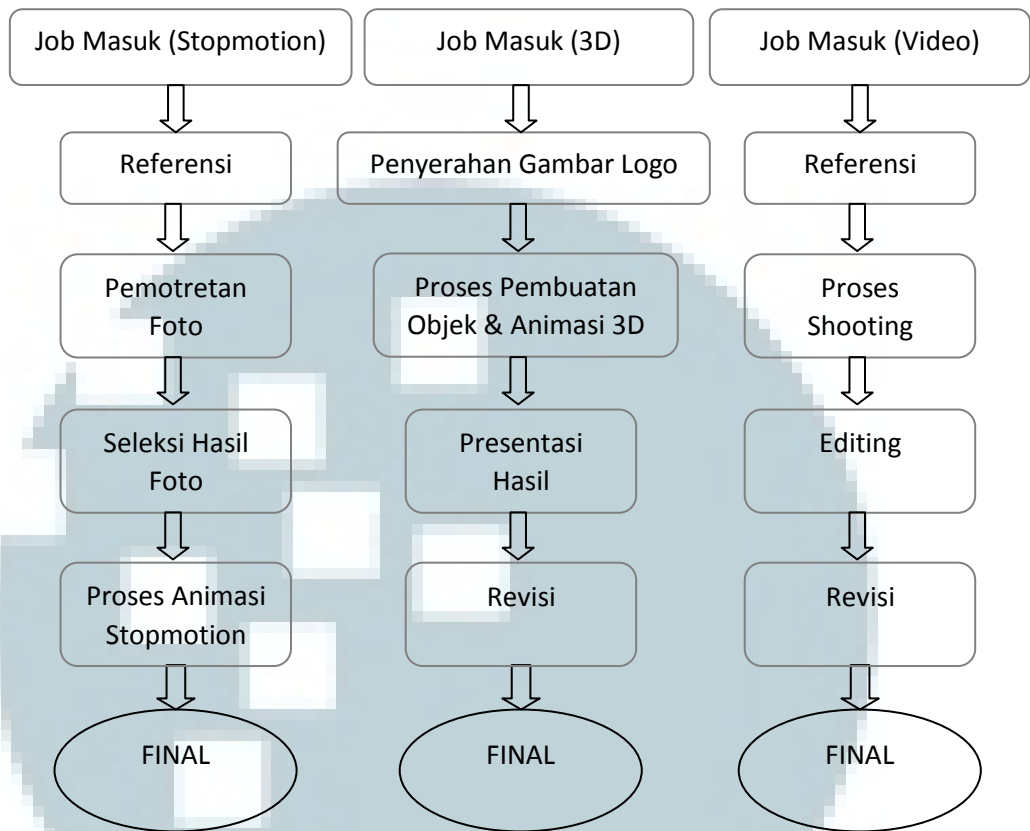 Job Masuk (Stopmotion)
Job Masuk (3D)
Job Masuk (Video)
Referensi
Penyerahan Gambar Logo
Referensi
Pemotretan
Foto
Proses Pembuatan
Objek & Animasi 3D
Proses
Shooting
Seleksi Hasil
Foto
Presentasi
Hasil
Editing
Proses Animasi
Stopmotion
Revisi
Revisi
FINAL
FINAL
FINAL